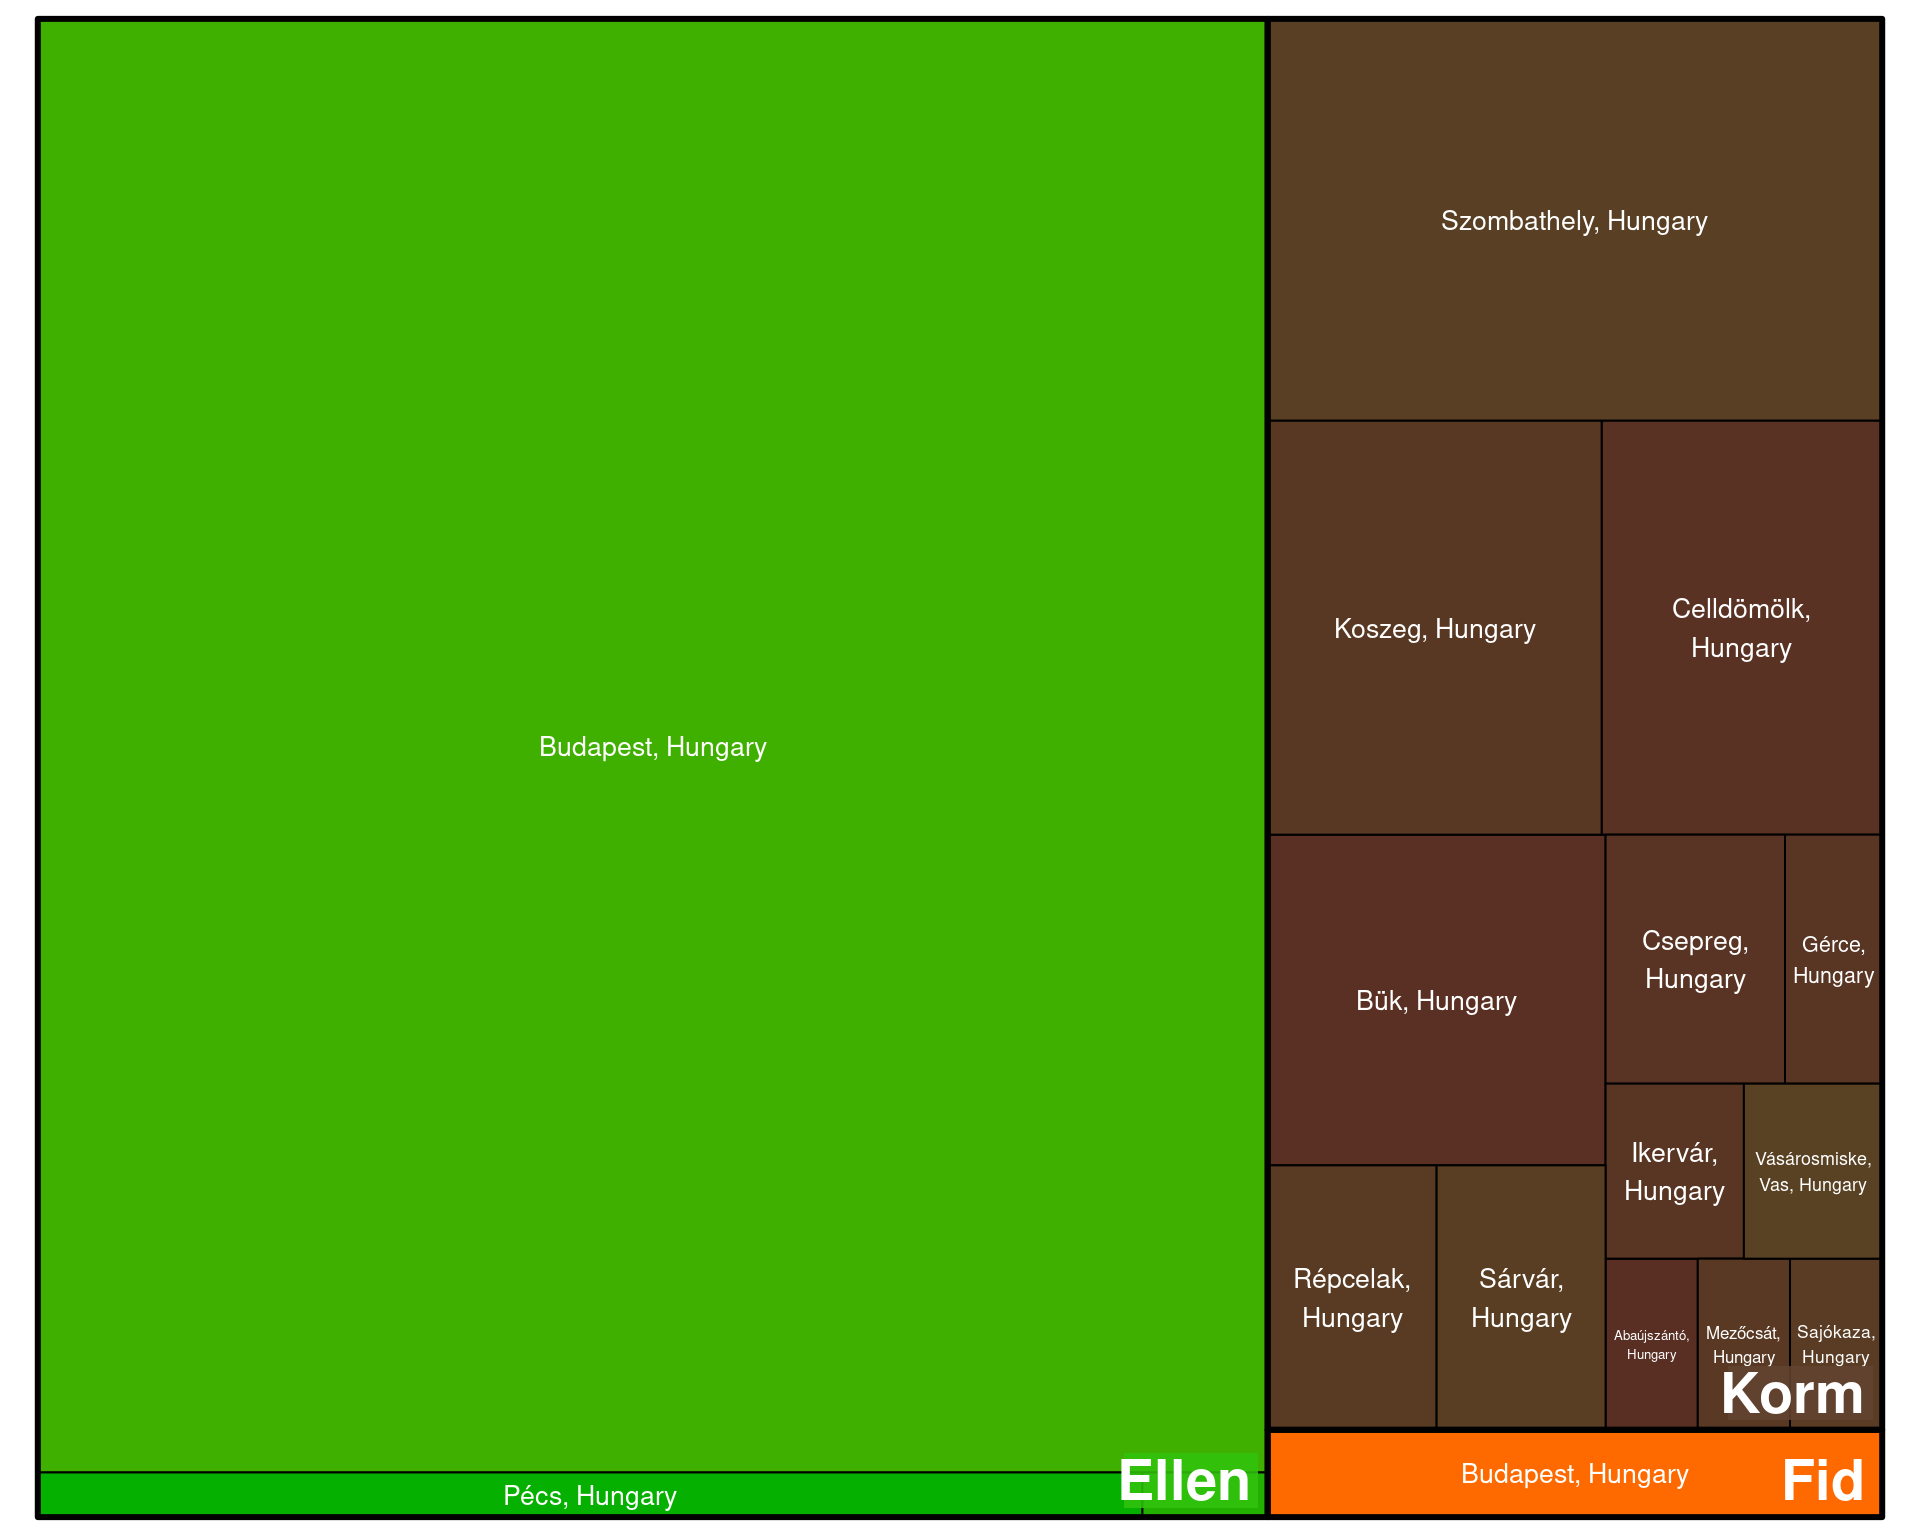 Budapest, Hungary
Pécs, Hungary
Ellen
Szombathely, Hungary
Koszeg, Hungary
Celldömölk,
Hungary
Bük, Hungary
Csepreg,
Hungary
Gérce,
Hungary
Ikervár,
Hungary
Vásárosmiske,
Vas, Hungary
Répcelak,
Hungary
Sárvár,
Hungary
Abaújszántó,
Hungary
Mezőcsát,
Hungary
Sajókaza,
Hungary
Korm
Budapest, Hungary
Fid